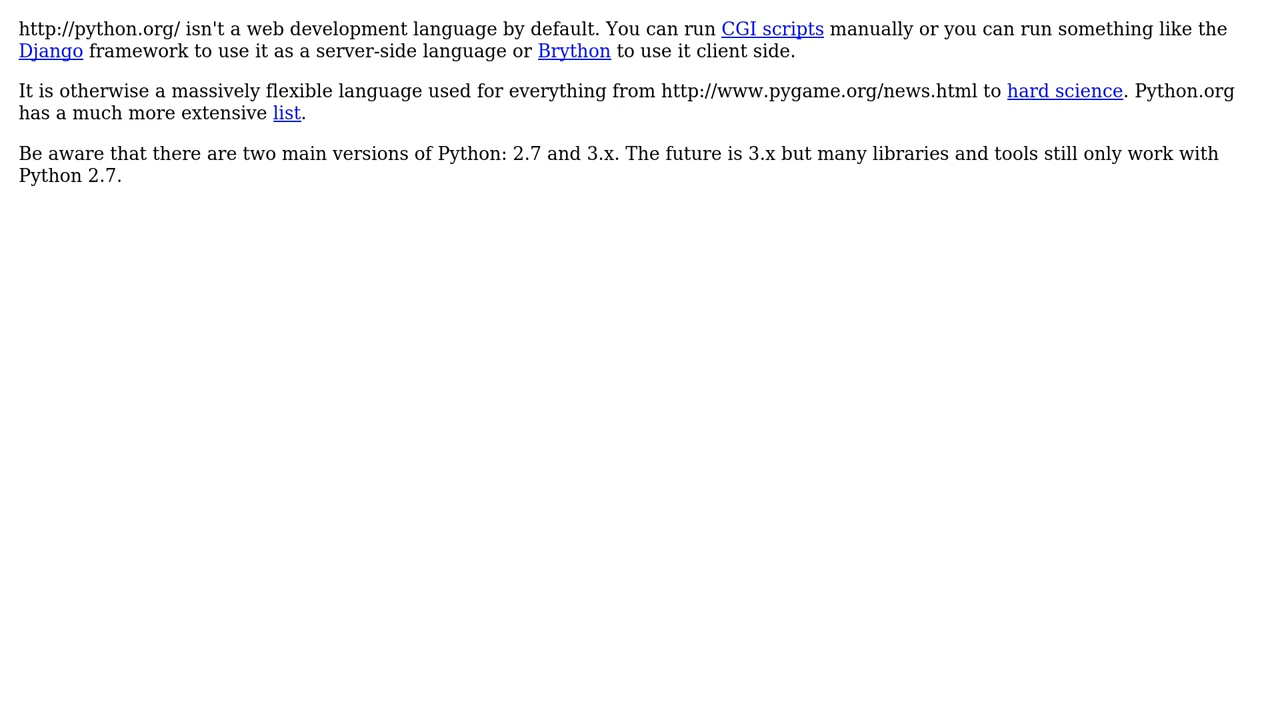 http://python.org/ isn't a web development language by default. You can run CGI scripts manually or you can run something like the
Django framework to use it as a server-side language or Brython to use it client side.
It is otherwise a massively flexible language used for everything from http://www.pygame.org/news.html to hard science. Python.org
has a much more extensive list.
Be aware that there are two main versions of Python: 2.7 and 3.x. The future is 3.x but many libraries and tools still only work with
Python 2.7.